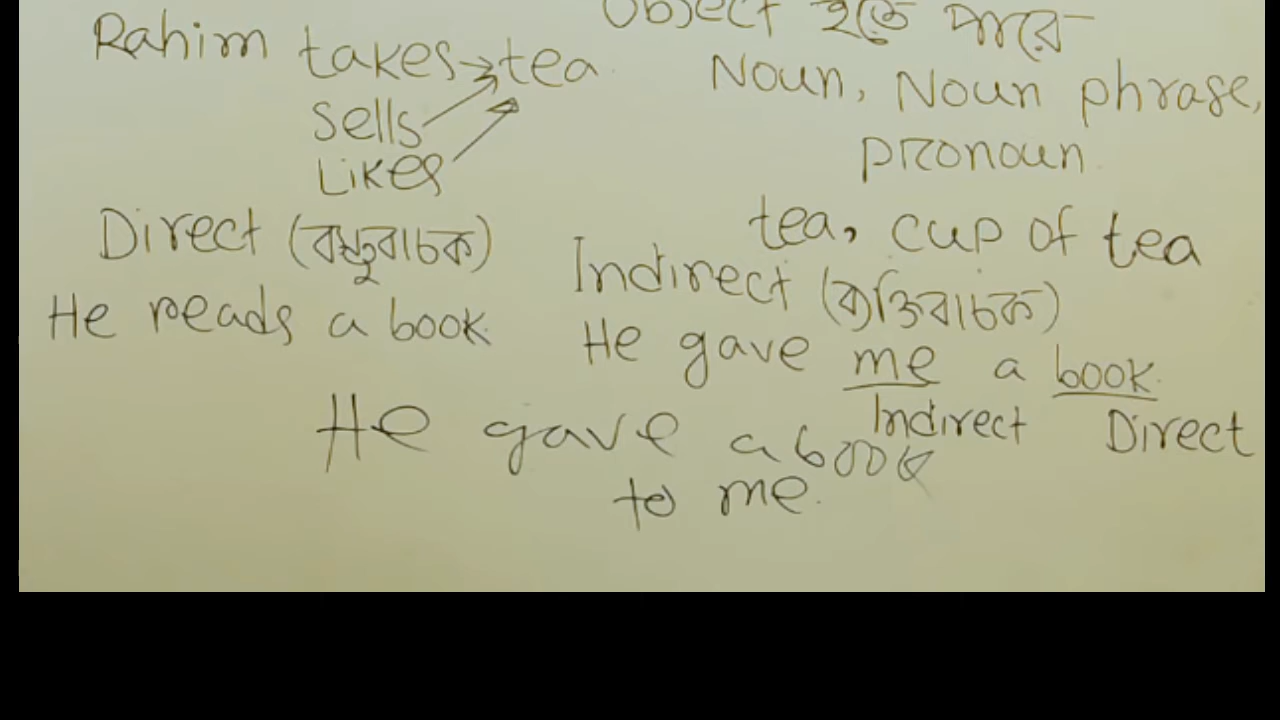 Object হতে পারে-
Rahim takes → tea
Noun, Noun phrase,
sells
pronoun
Likes
Direct (বস্তুবাচক)
tea, cup of tea
Indirect (ব্যক্তিবাচক)
He reads a book
He gave me a book.
Indirect Direct
He gave a book
to me.